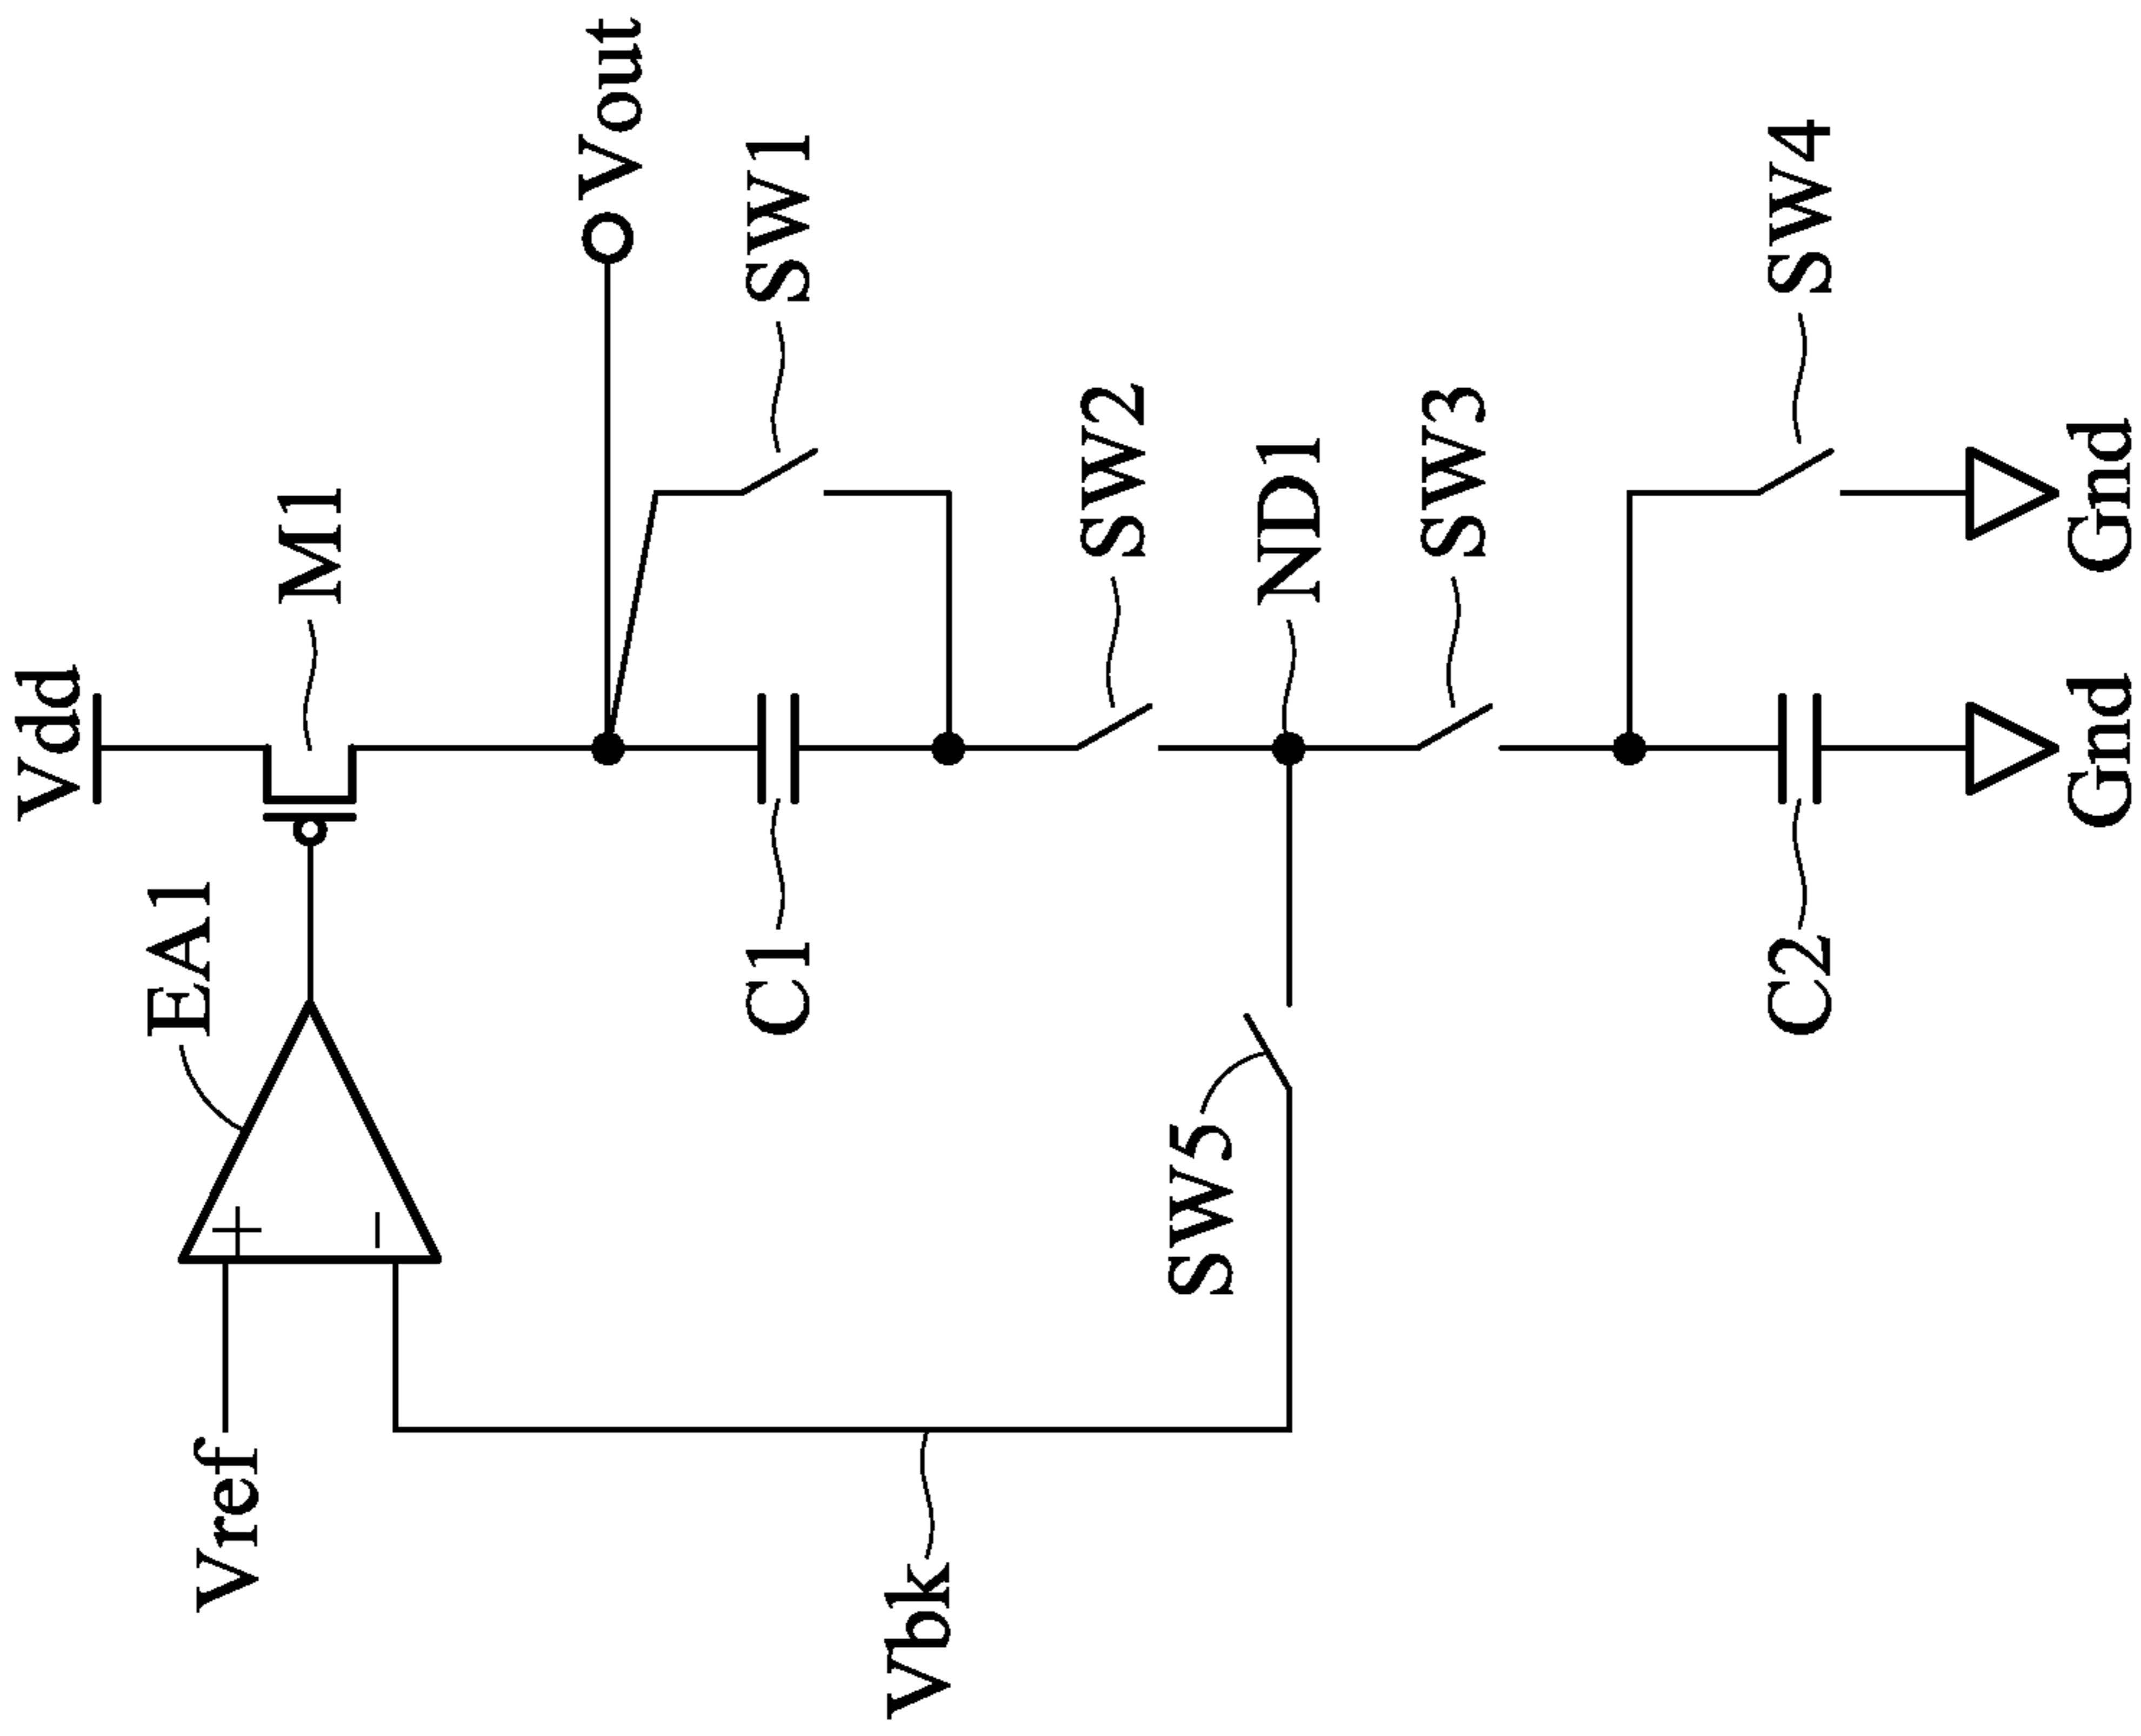 Vdd
M1
Vout
EA1
+
−
Vref
SW1
C1
SW2
ND1
SW3
SW5
Vbk
SW4
C2
Gnd
Gnd